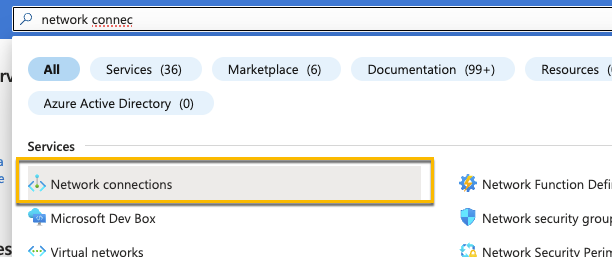 network connec
All
Services (36)
Marketplace (6)
Documentation (99+)
Resources
Azure Active Directory (0)
Services
Network connections
Network Function Defi
Microsoft Dev Box
Network security group
Virtual networks
Network Security Perim